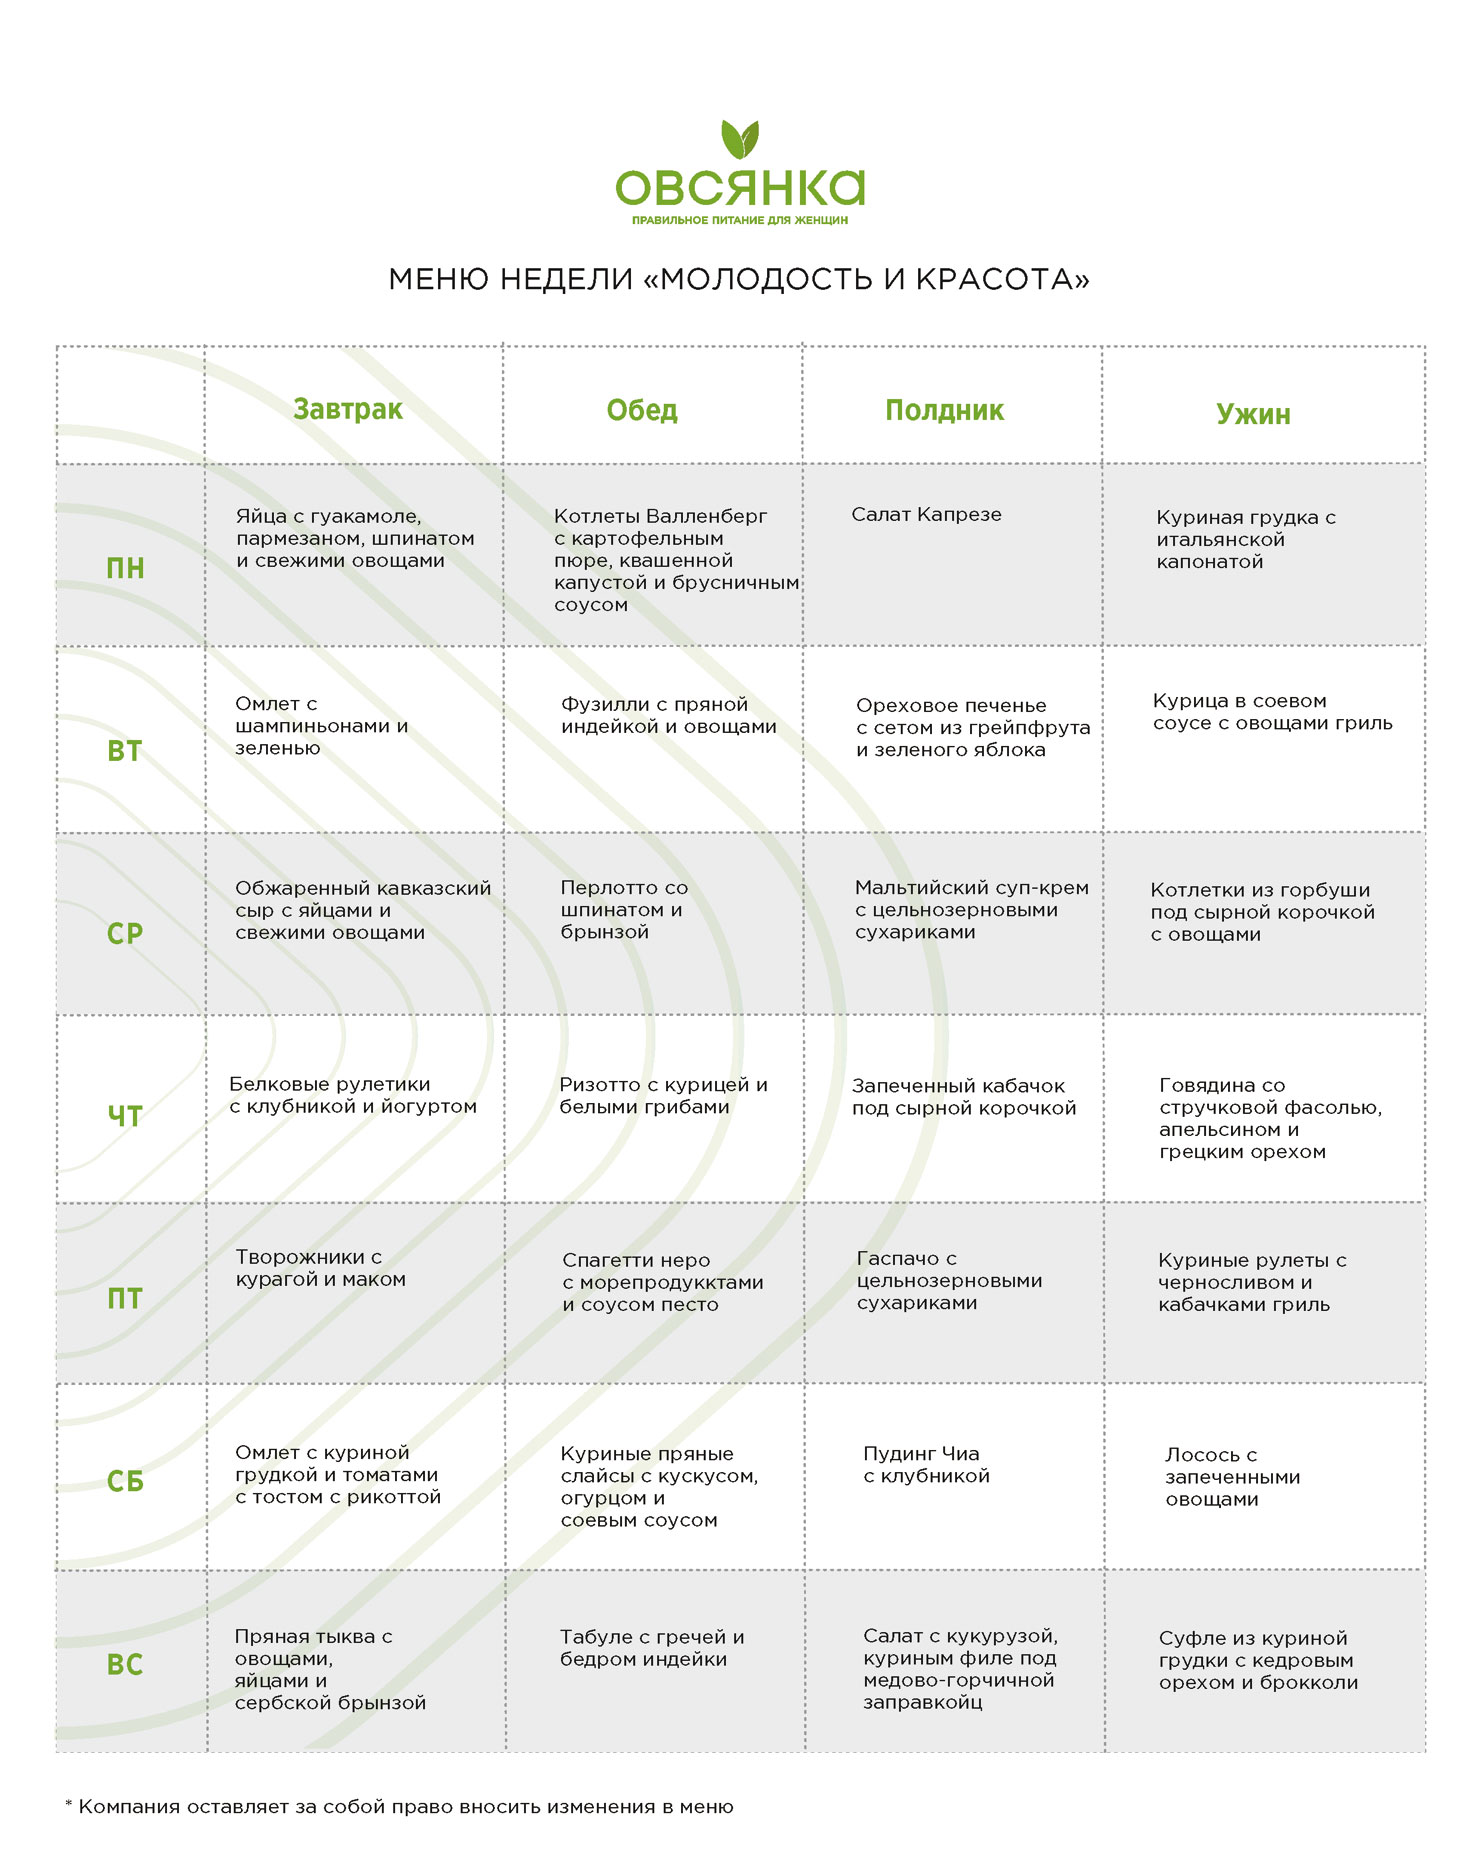 ОВСЯНКА
ПРАВИЛЬНОЕ ПИТАНИЕ ДЛЯ ЖЕНЩИН
МЕНЮ НЕДЕЛИ «МОЛОДОСТЬ И КРАСОТА»
Завтрак
Обед
Полдник
Ужин
ПН
Яйца с гуакамоле,
пармезаном, шпинатом
и свежими овощами
Котлеты Валленберг
с картофельным
пюре, квашенной
капустой и брусничным
соусом
Салат Капрезе
Куриная грудка с
итальянской
капонатой
ВТ
Омлет с
шампиньонами и
зеленью
Фузилли с пряной
индейкой и овощами
Ореховое печенье
с сетом из грейпфрута
и зеленого яблока
Курица в соевом
соусе с овощами гриль
СР
Обжаренный кавказский
сыр с яйцами и
свежими овощами
Перлотто со
шпинатом и
брынзой
Мальтийский суп-крем
с цельнозерновыми
сухариками
Котлетки из горбуши
под сырной корочкой
с овощами
ЧТ
Белковые рулетики
с клубникой и йогуртом
Ризотто с курицей и
белыми грибами
Запеченный кабачок
под сырной корочкой
Говядина со
стручковой фасолью,
апельсином и
грецким орехом
ПТ
Творожники с
курагой и маком
Спагетти неро
с морепродукктами
и соусом песто
Гаспачо с
цельнозерновыми
сухариками
Куриные рулеты с
черносливом и
кабачками гриль
СБ
Омлет с куриной
грудкой и томатами
с тостом с рикоттой
Куриные пряные
слайсы с кускусом,
огурцом и
соевым соусом
Пудинг Чиа
с клубникой
Лосось с
запеченными
овощами
ВС
Пряная тыква с
овощами,
яйцами и
сербской брынзой
Табуле с гречей и
бедром индейки
Салат с кукурузой,
куриным филе под
медово-горчичной
заправкойц
Суфле из куриной
грудки с кедровым
орехом и брокколи
* Компания оставляет за собой право вносить изменения в меню